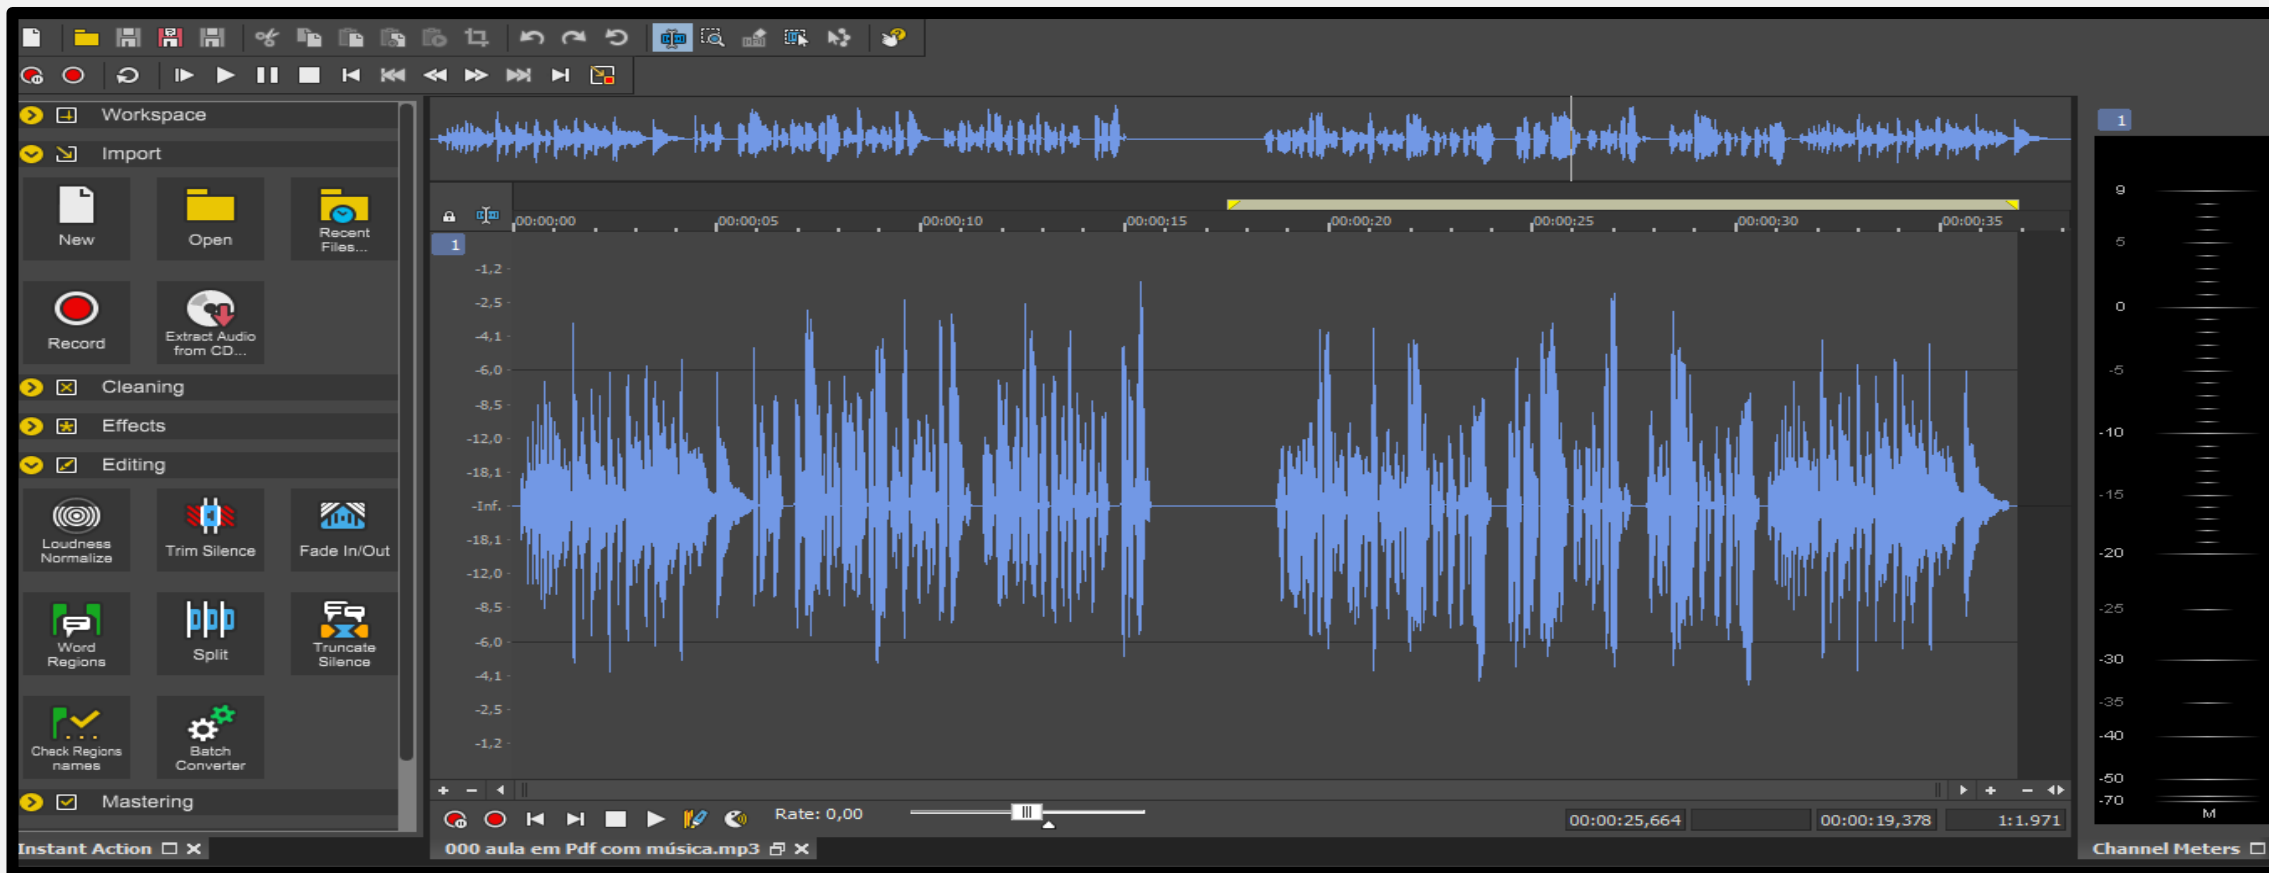 Workspace
Import
New
Open
Recent
Files...
Record
Extract Audio
from CD...
Cleaning
Effects
Editing
Loudness
Normalize
Trim Silence
Fade In/Out
Word
Regions
Split
Truncate
Silence
Check Regions
names
Batch
Converter
Mastering
Instant Action
00:00:00
00:00:05
00:00:10
00:00:15
00:00:20
00:00:25
00:00:30
00:00:35
1
-1,2
-2,5
-4,1
-6,0
-8,5
-12,0
-18,1
-Inf.
-18,1
-12,0
-8,5
-6,0
-4,1
-2,5
-1,2
Rate: 0,00
00:00:25,664
00:00:19,378
1:1.971
000 aula em Pdf com música.mp3
1
9
5
0
-5
-10
-15
-20
-25
-30
-35
-40
-50
-70
M
Channel Meters